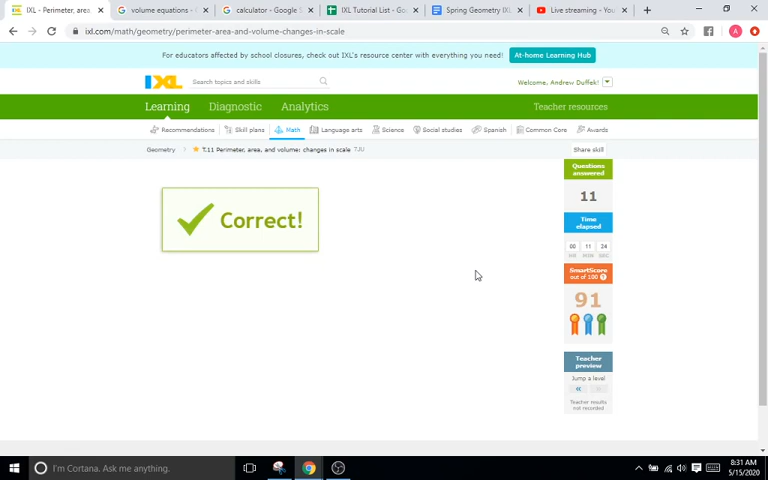 IXL - Perimeter, area
volume equations -
calculator - Google S
IXL Tutorial List - Go
Spring Geometry IXL
Live streaming - You
ixl.com/math/geometry/perimeter-area-and-volume-changes-in-scale
A
For educators affected by school closures, check out IXL's resource center with everything you need!
At-home Learning Hub
IXL
Search topics and skills
Welcome, Andrew Duffek!
Learning
Diagnostic
Analytics
Teacher resources
Recommendations
Skill plans
Math
Language arts
Science
Social studies
Spanish
Common Core
Awards
Geometry
T.11 Perimeter, area, and volume: changes in scale
TJU
Share skill
Correct!
Questions
answered
11
Time
elapsed
00 11 24
HR MIN SEC
SmartScore
out of 100 ?
91
Teacher
preview
Jump a level
Teacher results
not recorded
I'm Cortana. Ask me anything.
8:31 AM
5/15/2020